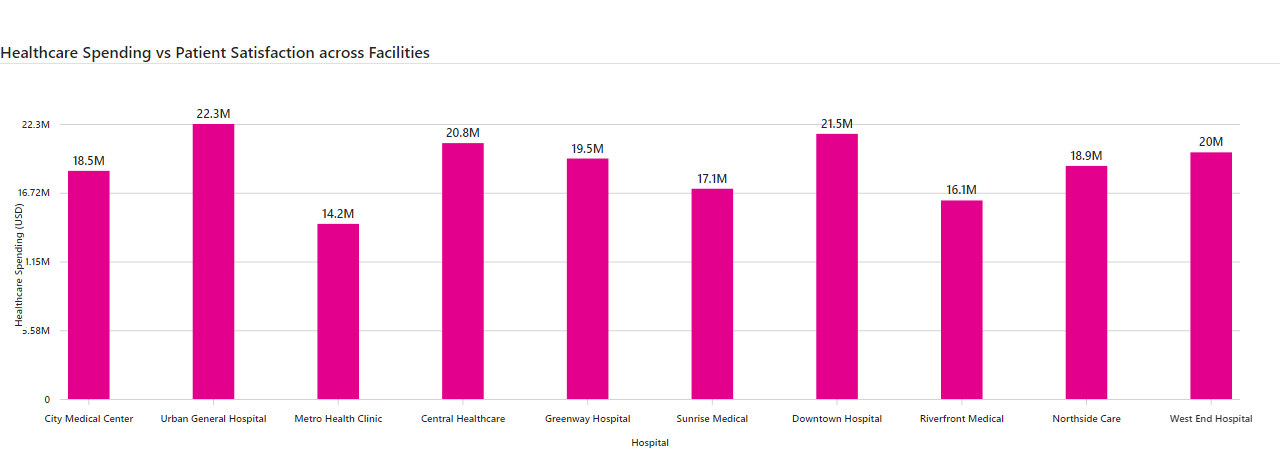 Healthcare Spending vs Patient Satisfaction across Facilities
22.3M
16.72M
1.15M
5.58M
0
Healthcare Spending (USD)
18.5M
22.3M
14.2M
20.8M
19.5M
17.1M
21.5M
16.1M
18.9M
20M
City Medical Center
Urban General Hospital
Metro Health Clinic
Central Healthcare
Greenway Hospital
Sunrise Medical
Downtown Hospital
Riverfront Medical
Northside Care
West End Hospital
Hospital